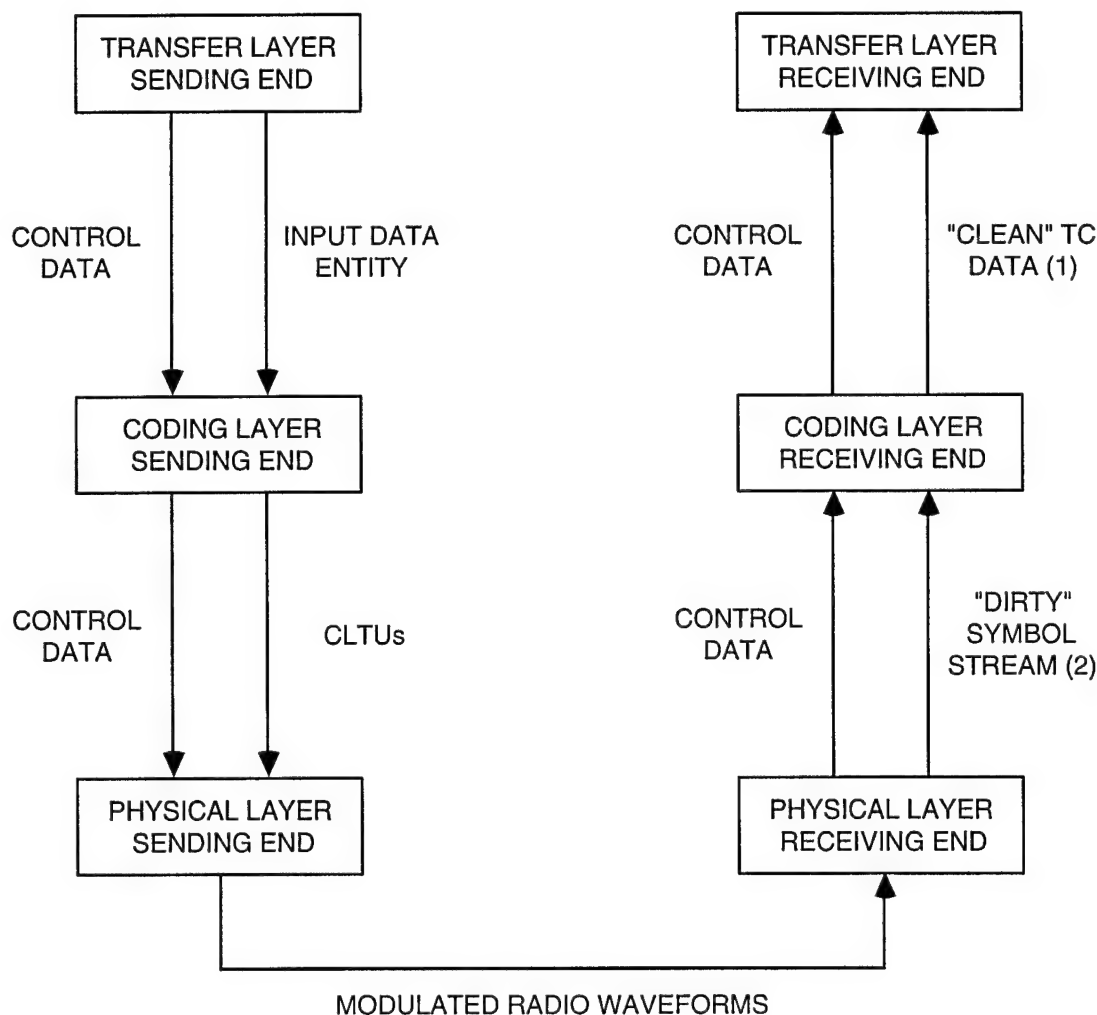 TRANSFER LAYER
SENDING END
TRANSFER LAYER
RECEIVING END
CONTROL
DATA
INPUT DATA
ENTITY
CONTROL
DATA
"CLEAN" TC
DATA (1)
CODING LAYER
SENDING END
CODING LAYER
RECEIVING END
CONTROL
DATA
CLTUs
CONTROL
DATA
"DIRTY"
SYMBOL
STREAM (2)
PHYSICAL LAYER
SENDING END
PHYSICAL LAYER
RECEIVING END
MODULATED RADIO WAVEFORMS